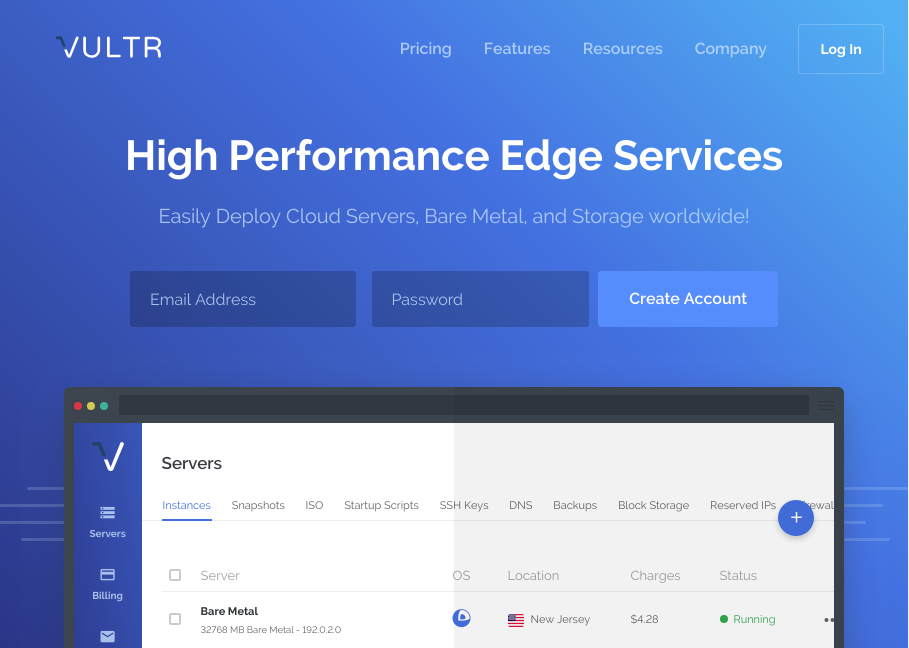 VULTR
Pricing Features Resources Company Log In
High Performance Edge Services
Easily Deploy Cloud Servers, Bare Metal, and Storage worldwide!
Email Address Password Create Account
Servers
Instances Snapshots ISO Startup Scripts SSH Keys DNS Backups Block Storage Reserved IPs
Servers
Server OS Location Charges Status
Billing
Bare Metal
32768 MB Bare Metal - 192.0.2.0 New Jersey $4.28 Running